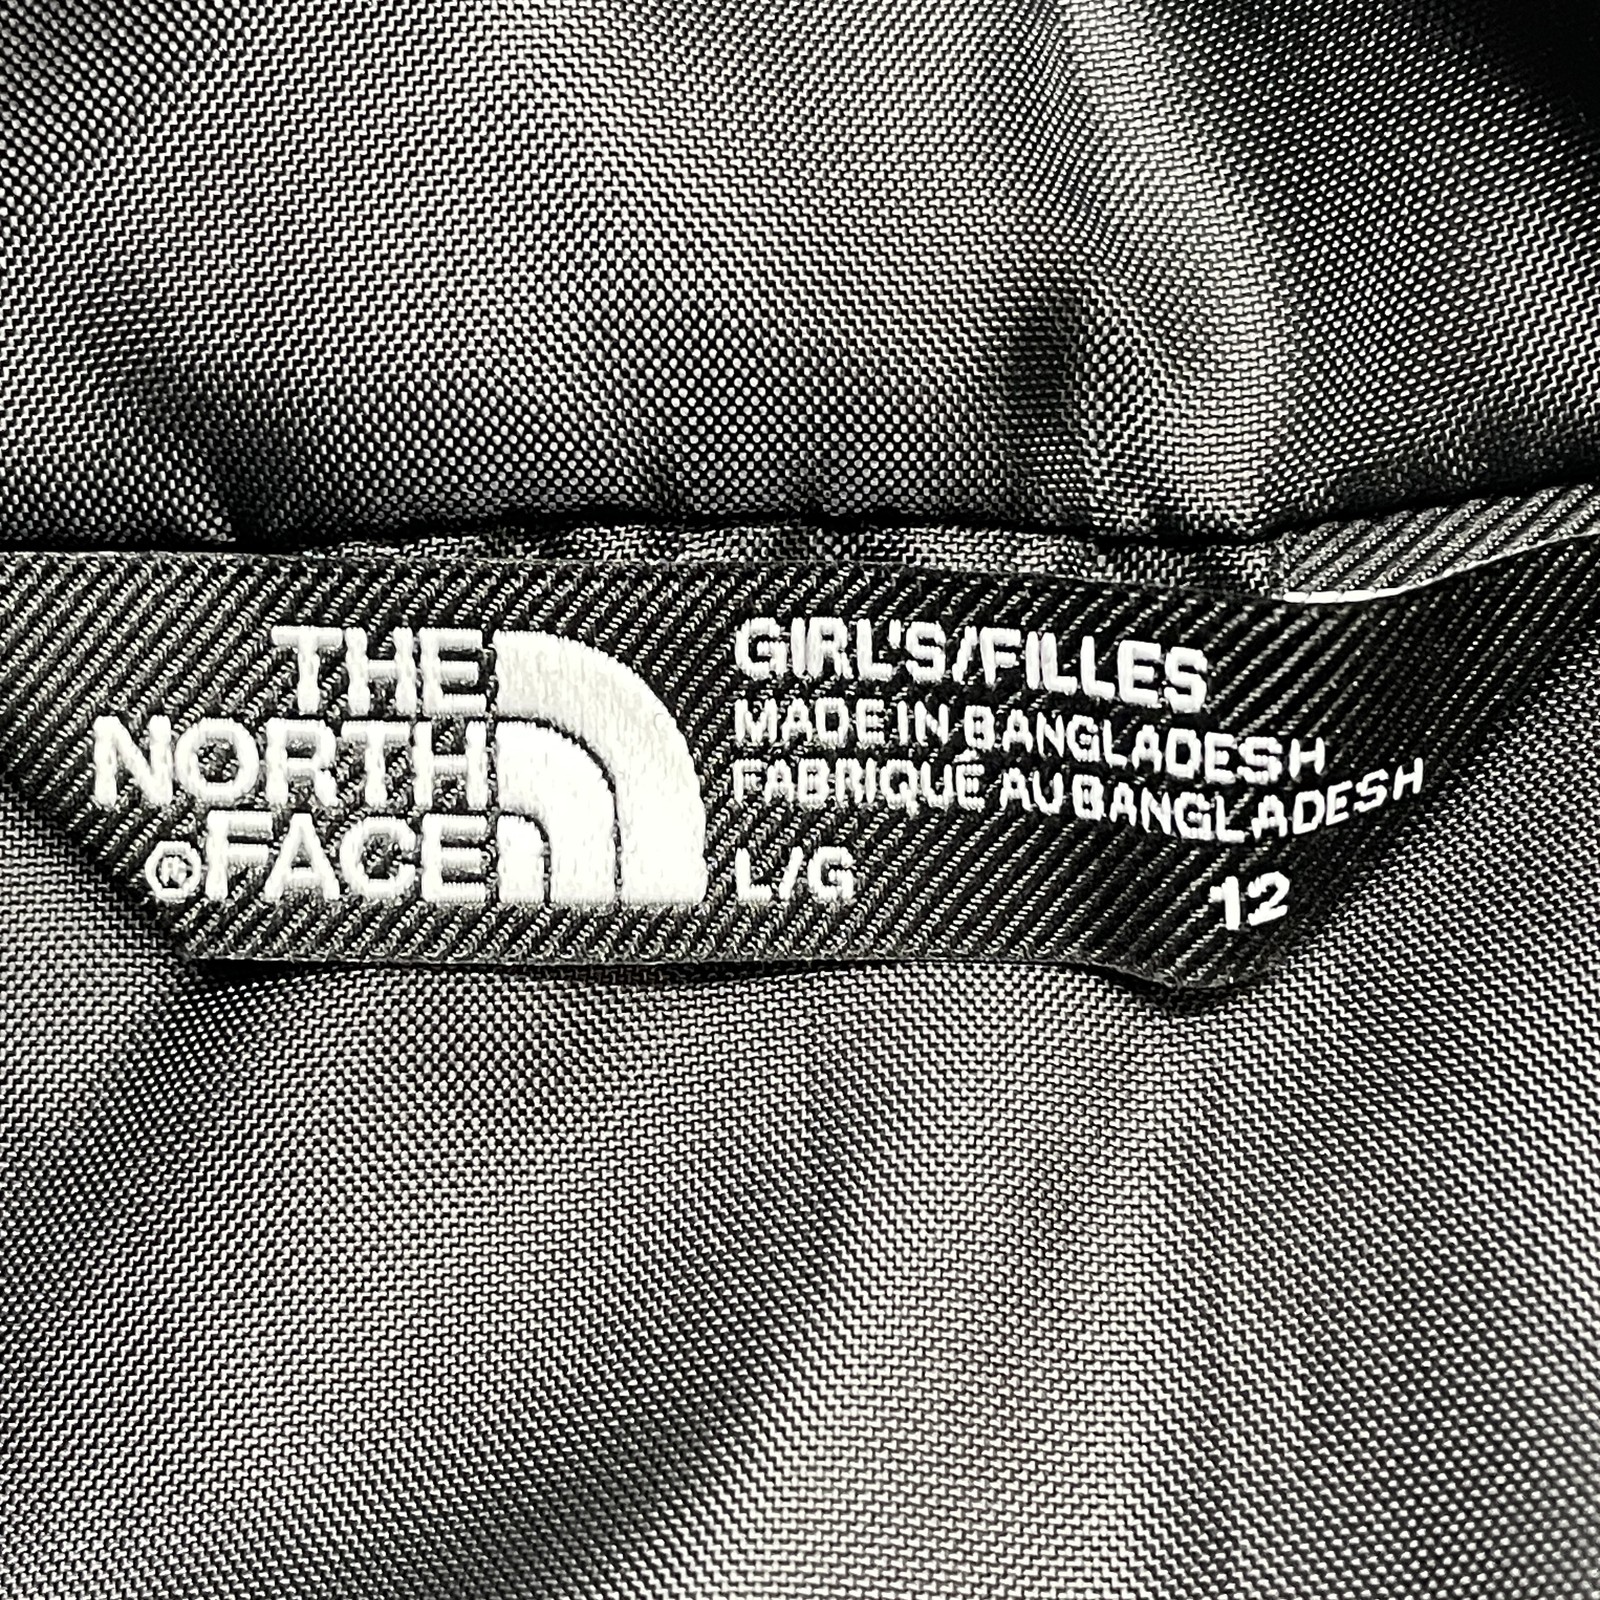 THE
NORTH
®FACE
GIRL'S/FILLES
MADE IN BANGLADESH
FABRIQUÉ AU BANGLADESH
L/G 12